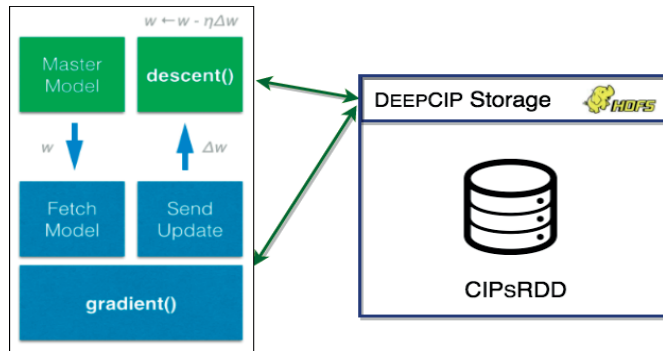 w ← w - ηΔw
Master
Model
descent()
w
Δw
Fetch
Model
Send
Update
gradient()
DEEPCIP Storage
HDFS
CIPsRDD